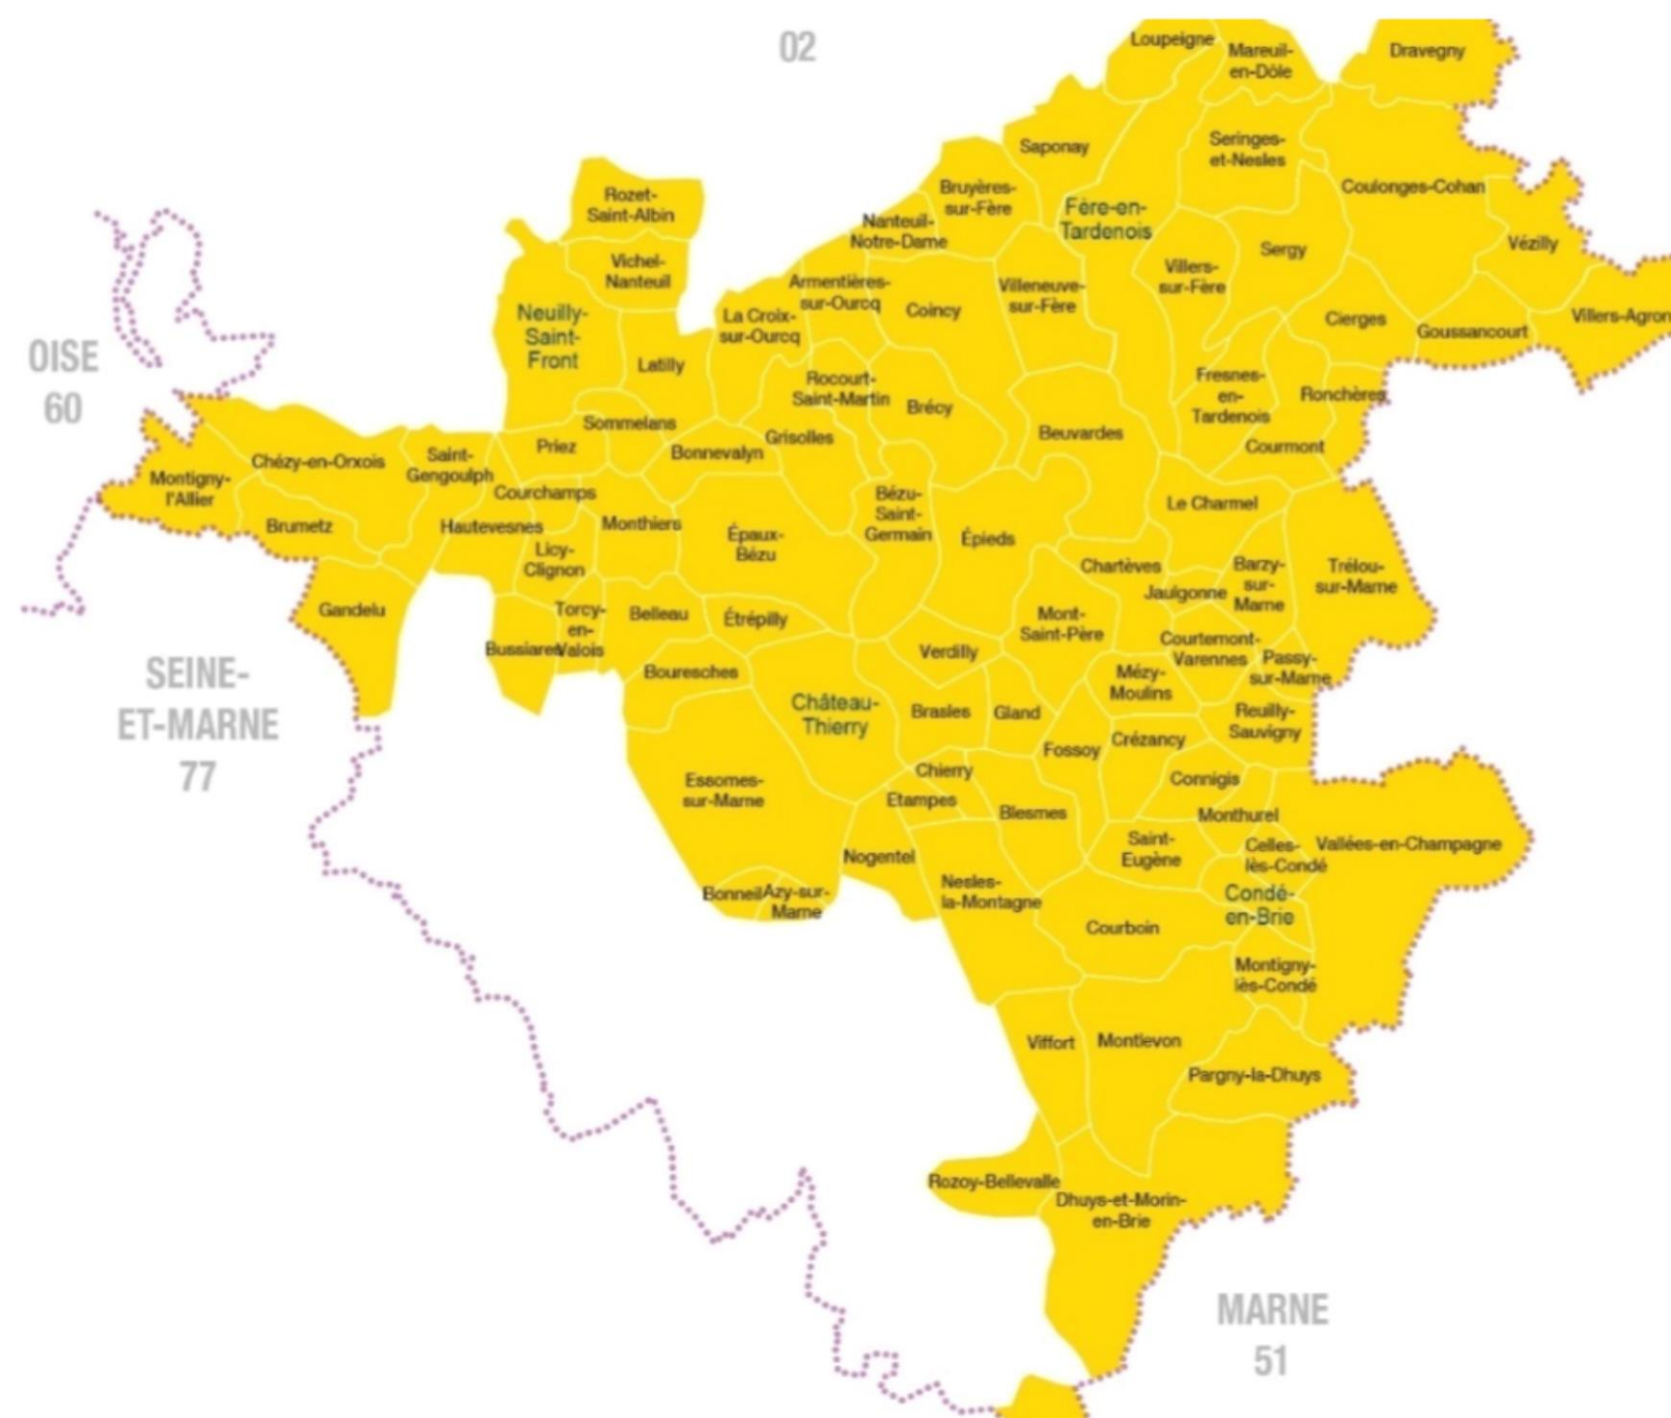 02
Loupeigne
Mareuil-
en-Dôle
Dravegny
Saponay
Seringes-
et-Nesles
Coulonges-Cohan
Rozet-
Saint-Albin
Bruyères-
sur-Fère
Fère-en-
Tardenois
Nanteuil-
Notre-Dame
Vézilly
Sergy
Vichel-
Nanteuil
Villers-
sur-Fère
Armentières-
sur-Ourcq
Villeneuve-
sur-Fère
Coincy
La Croix-
sur-Ourcq
Neuilly-
Saint-
Front
Cierges
Goussancourt
Villers-Agron
OISE
60
Latilly
Rocourt-
Saint-Martin
Brécy
Fresnes-
en-
Tardenois
Ronchères
Sommelans
Grisolles
Beuvardes
Courmont
Priez
Bonnevalyn
Chézy-en-Orxois
Saint-
Gengoulph
Montigny-
l'Allier
Courchamps
Le Charmel
Bézu-
Saint-
Germain
Brumetz
Hautevesnes
Monthiers
Épaux-
Bézu
Épieds
Licy-
Clignon
Chartèves
Barzy-
sur-
Marne
Trélou-
sur-Marne
Jaulgonne
Gandelu
Torcy-
en-
Valois
Belleau
Étrépilly
Mont-
Saint-Père
Bussiares
Verdilly
Courtemont-
Varennes
Passy-
sur-Marne
SEINE-
ET-MARNE
77
Bouresches
Mézy-
Moulins
Château-
Thierry
Brasles
Gland
Reuilly-
Sauvigny
Fossoy
Crézancy
Chierry
Connigis
Essomes-
sur-Marne
Etampes
Blesmes
Monthurel
Nogentel
Saint-
Eugène
Celles-
lès-Condé
Vallées-en-Champagne
Bonneil
Azy-sur-
Marne
Nesles-
la-Montagne
Condé-
en-Brie
Courboin
Montigny-
lès-Condé
Viffort
Montlevon
Pargny-la-Dhuys
Rozoy-Bellevalle
Dhuys-et-Morin-
en-Brie
MARNE
51